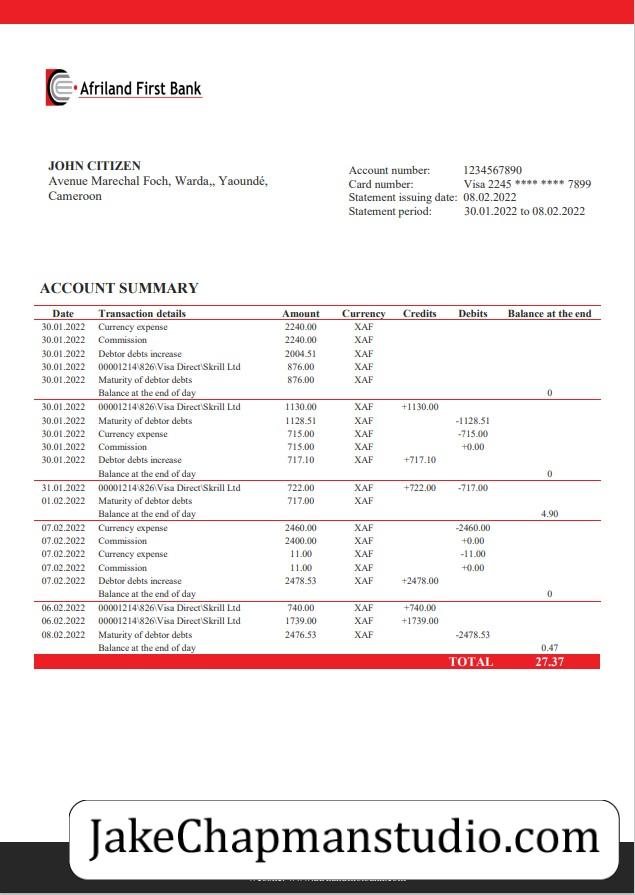 Afriland First Bank
JOHN CITIZEN
Avenue Marechal Foch, Warda,, Yaoundé,
Cameroon
Account number: 1234567890
Card number: Visa 2245 **** **** 7899
Statement issuing date: 08.02.2022
Statement period: 30.01.2022 to 08.02.2022
ACCOUNT SUMMARY
Date Transaction details Amount Currency Credits Debits Balance at the end
30.01.2022 Currency expense 2240.00 XAF
30.01.2022 Commission 2240.00 XAF
30.01.2022 Debtor debts increase 2004.51 XAF
30.01.2022 00001214\826\Visa Direct\Skrill Ltd 876.00 XAF
30.01.2022 Maturity of debtor debts 876.00 XAF
Balance at the end of day 0
30.01.2022 00001214\826\Visa Direct\Skrill Ltd 1130.00 XAF +1130.00
30.01.2022 Maturity of debtor debts 1128.51 XAF -1128.51
30.01.2022 Currency expense 715.00 XAF -715.00
30.01.2022 Commission 715.00 XAF +0.00
30.01.2022 Debtor debts increase 717.10 XAF +717.10
Balance at the end of day 0
31.01.2022 00001214\826\Visa Direct\Skrill Ltd 722.00 XAF +722.00 -717.00
01.02.2022 Maturity of debtor debts 717.00 XAF
Balance at the end of day 4.90
07.02.2022 Currency expense 2460.00 XAF -2460.00
07.02.2022 Commission 2400.00 XAF +0.00
07.02.2022 Currency expense 11.00 XAF -11.00
07.02.2022 Commission 11.00 XAF +0.00
07.02.2022 Debtor debts increase 2478.53 XAF +2478.00
Balance at the end of day 0
06.02.2022 00001214\826\Visa Direct\Skrill Ltd 740.00 XAF +740.00
06.02.2022 00001214\826\Visa Direct\Skrill Ltd 1739.00 XAF +1739.00
08.02.2022 Maturity of debtor debts 2476.53 XAF -2478.53
Balance at the end of day 0.47
TOTAL 27.37
JakeChapmanstudio.com